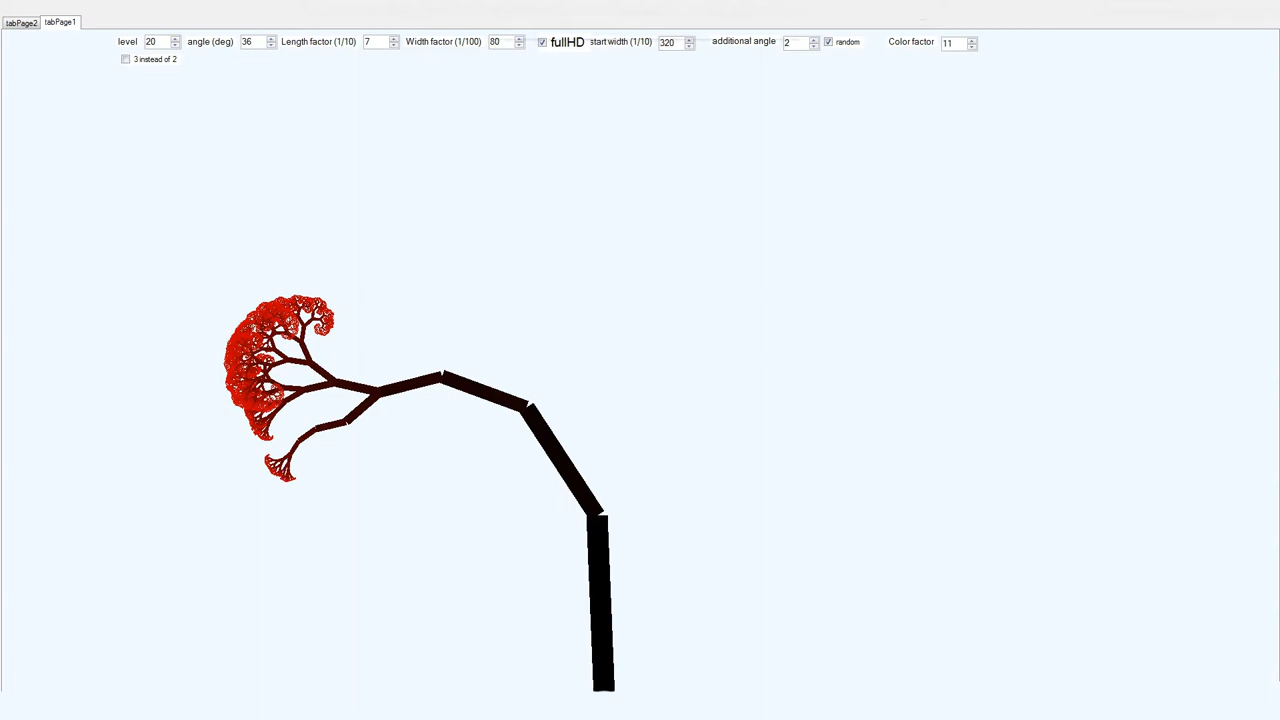 tabPage2 tabPage1
level 20 angle (deg) 36 Length factor (1/10) 7 Width factor (1/100) 80 fullHD start width (1/10) 320 additional angle 2 random Color factor 11
3 instead of 2